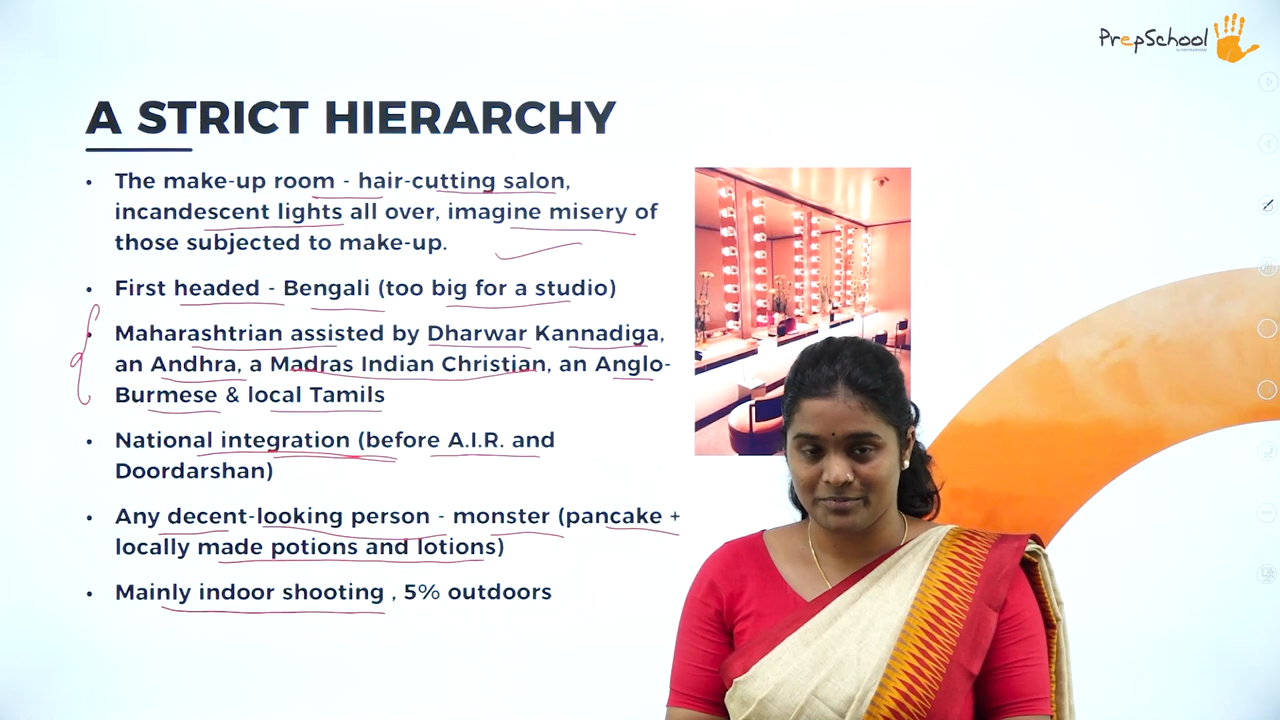 PrepSchool
A STRICT HIERARCHY
• The make-up room - hair-cutting salon,
incandescent lights all over, imagine misery of
those subjected to make-up.
• First headed - Bengali (too big for a studio)
• Maharashtrian assisted by Dharwar Kannadiga,
an Andhra, a Madras Indian Christian, an Anglo-
Burmese & local Tamils
• National integration (before A.I.R. and
Doordarshan)
• Any decent-looking person - monster (pancake +
locally made potions and lotions)
• Mainly indoor shooting , 5% outdoors